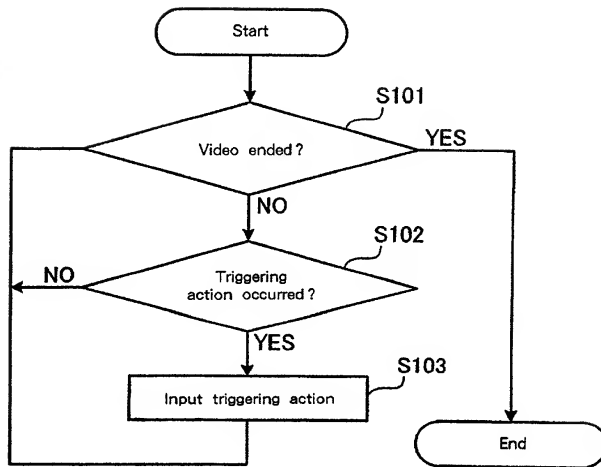 Start
S101
Video ended?
YES
NO
S102
NO
Triggering
action occurred?
YES
S103
Input triggering action
End